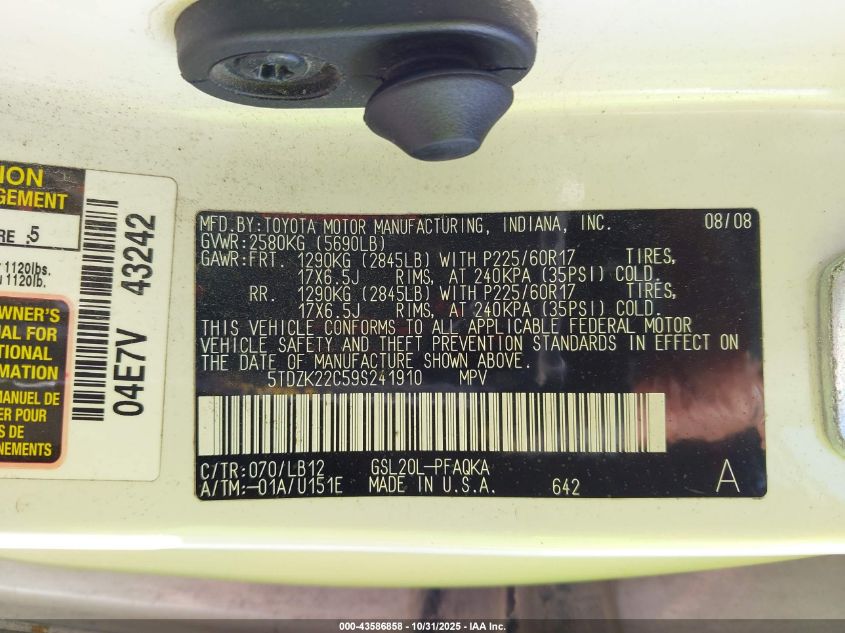 ION
GEMENT
RE .5
1120lbs.
1120lb.
OWNER'S
UAL FOR
TIONAL
RMATION
MANUEL DE
ER POUR
S DE
NEMENTS
04E7V 43242
MFD.BY:TOYOTA MOTOR MANUFACTURING, INDIANA, INC. 08/08
GVWR:2580KG (5690LB)
GAWR:FRT. 1290KG (2845LB) WITH P225/60R17 TIRES,
17X6.5J RIMS, AT 240KPA (35PSI) COLD.
RR. 1290KG (2845LB) WITH P225/60R17 TIRES,
17X6.5J RIMS, AT 240KPA (35PSI) COLD.
THIS VEHICLE CONFORMS TO ALL APPLICABLE FEDERAL MOTOR
VEHICLE SAFETY AND THEFT PREVENTION STANDARDS IN EFFECT ON
THE DATE OF MANUFACTURE SHOWN ABOVE.
5TDZK22C59S241910 MPV
C/TR:070/LB12 GSL20L-PFAQKA
A/TM:-01A/U151E MADE IN U.S.A. 642 A
000-43586858 - 10/31/2025 - IAA Inc.